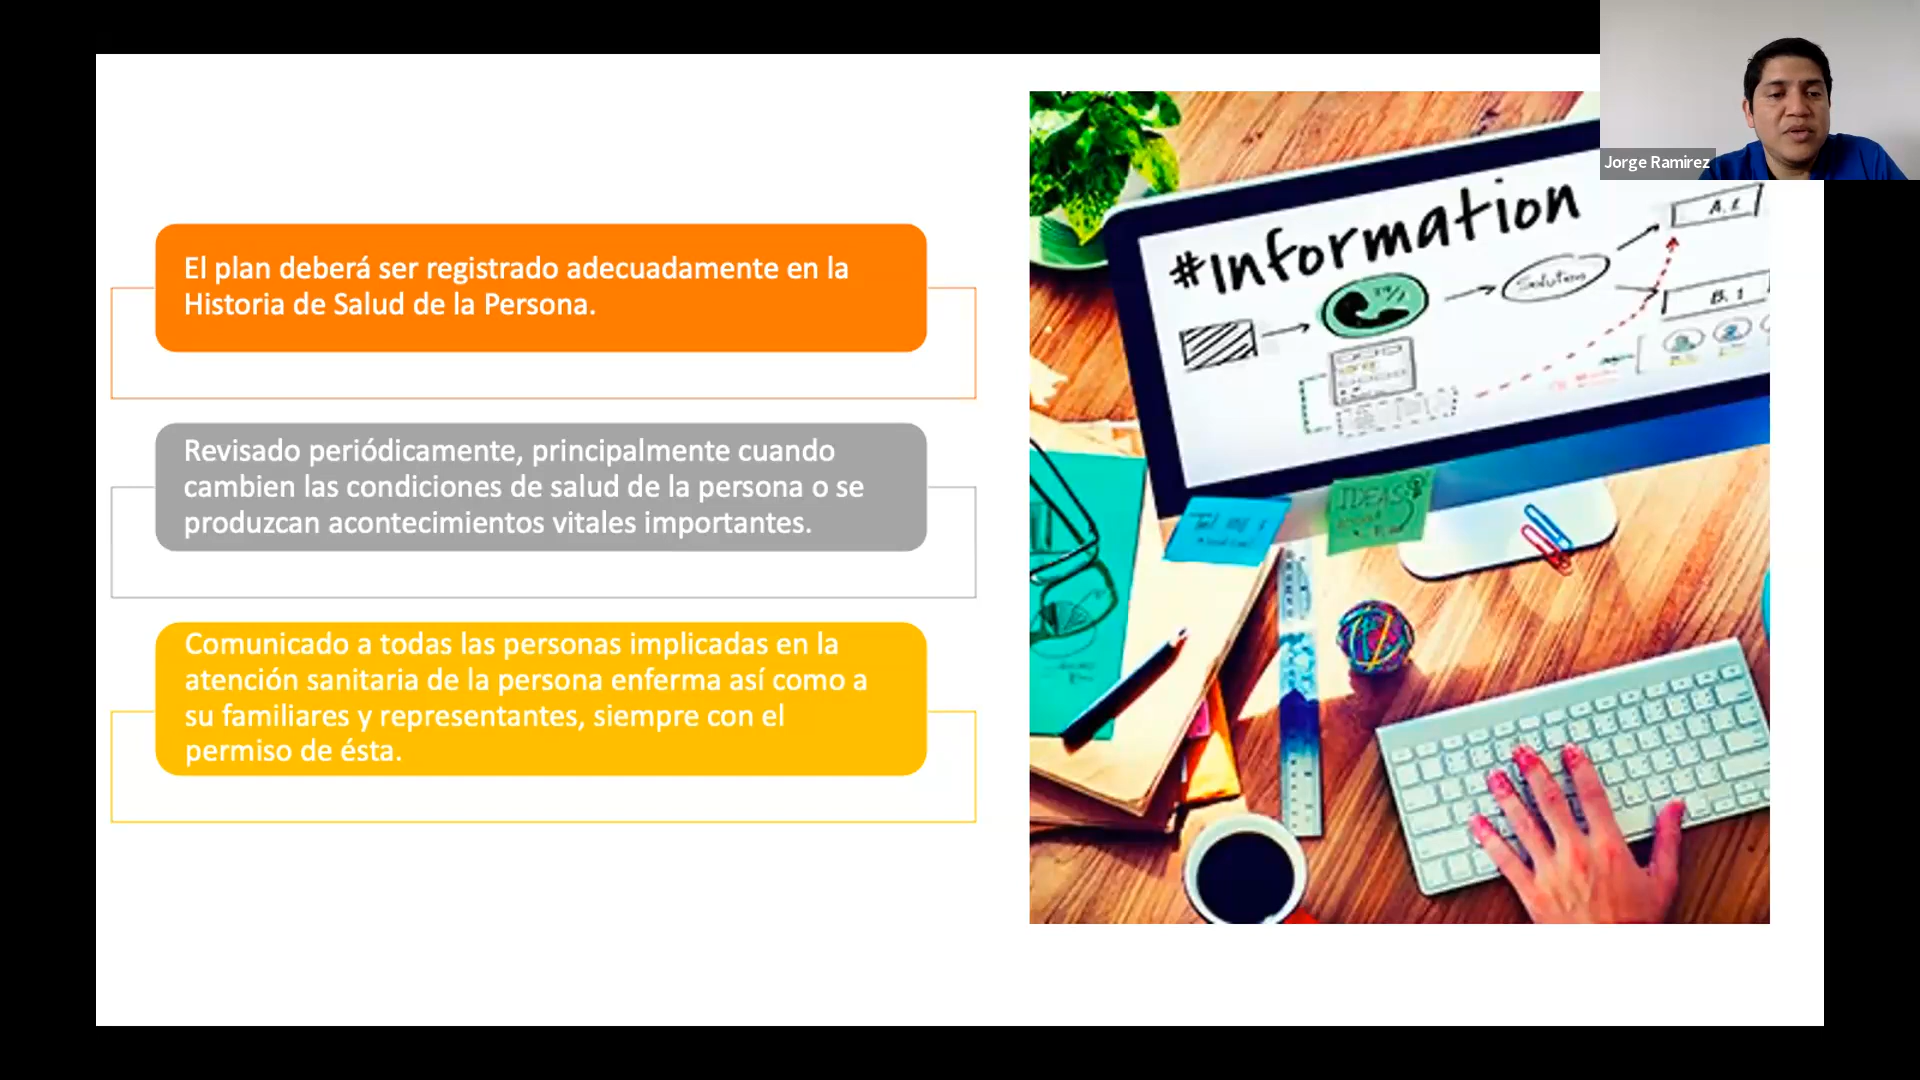 El plan deberá ser registrado adecuadamente en la
Historia de Salud de la Persona.
Revisado periódicamente, principalmente cuando
cambien las condiciones de salud de la persona o se
produzcan acontecimientos vitales importantes.
Comunicado a todas las personas implicadas en la
atención sanitaria de la persona enferma así como a
su familiares y representantes, siempre con el
permiso de ésta.
Jorge Ramirez
#Information
Solution
B. 1
IDEAS